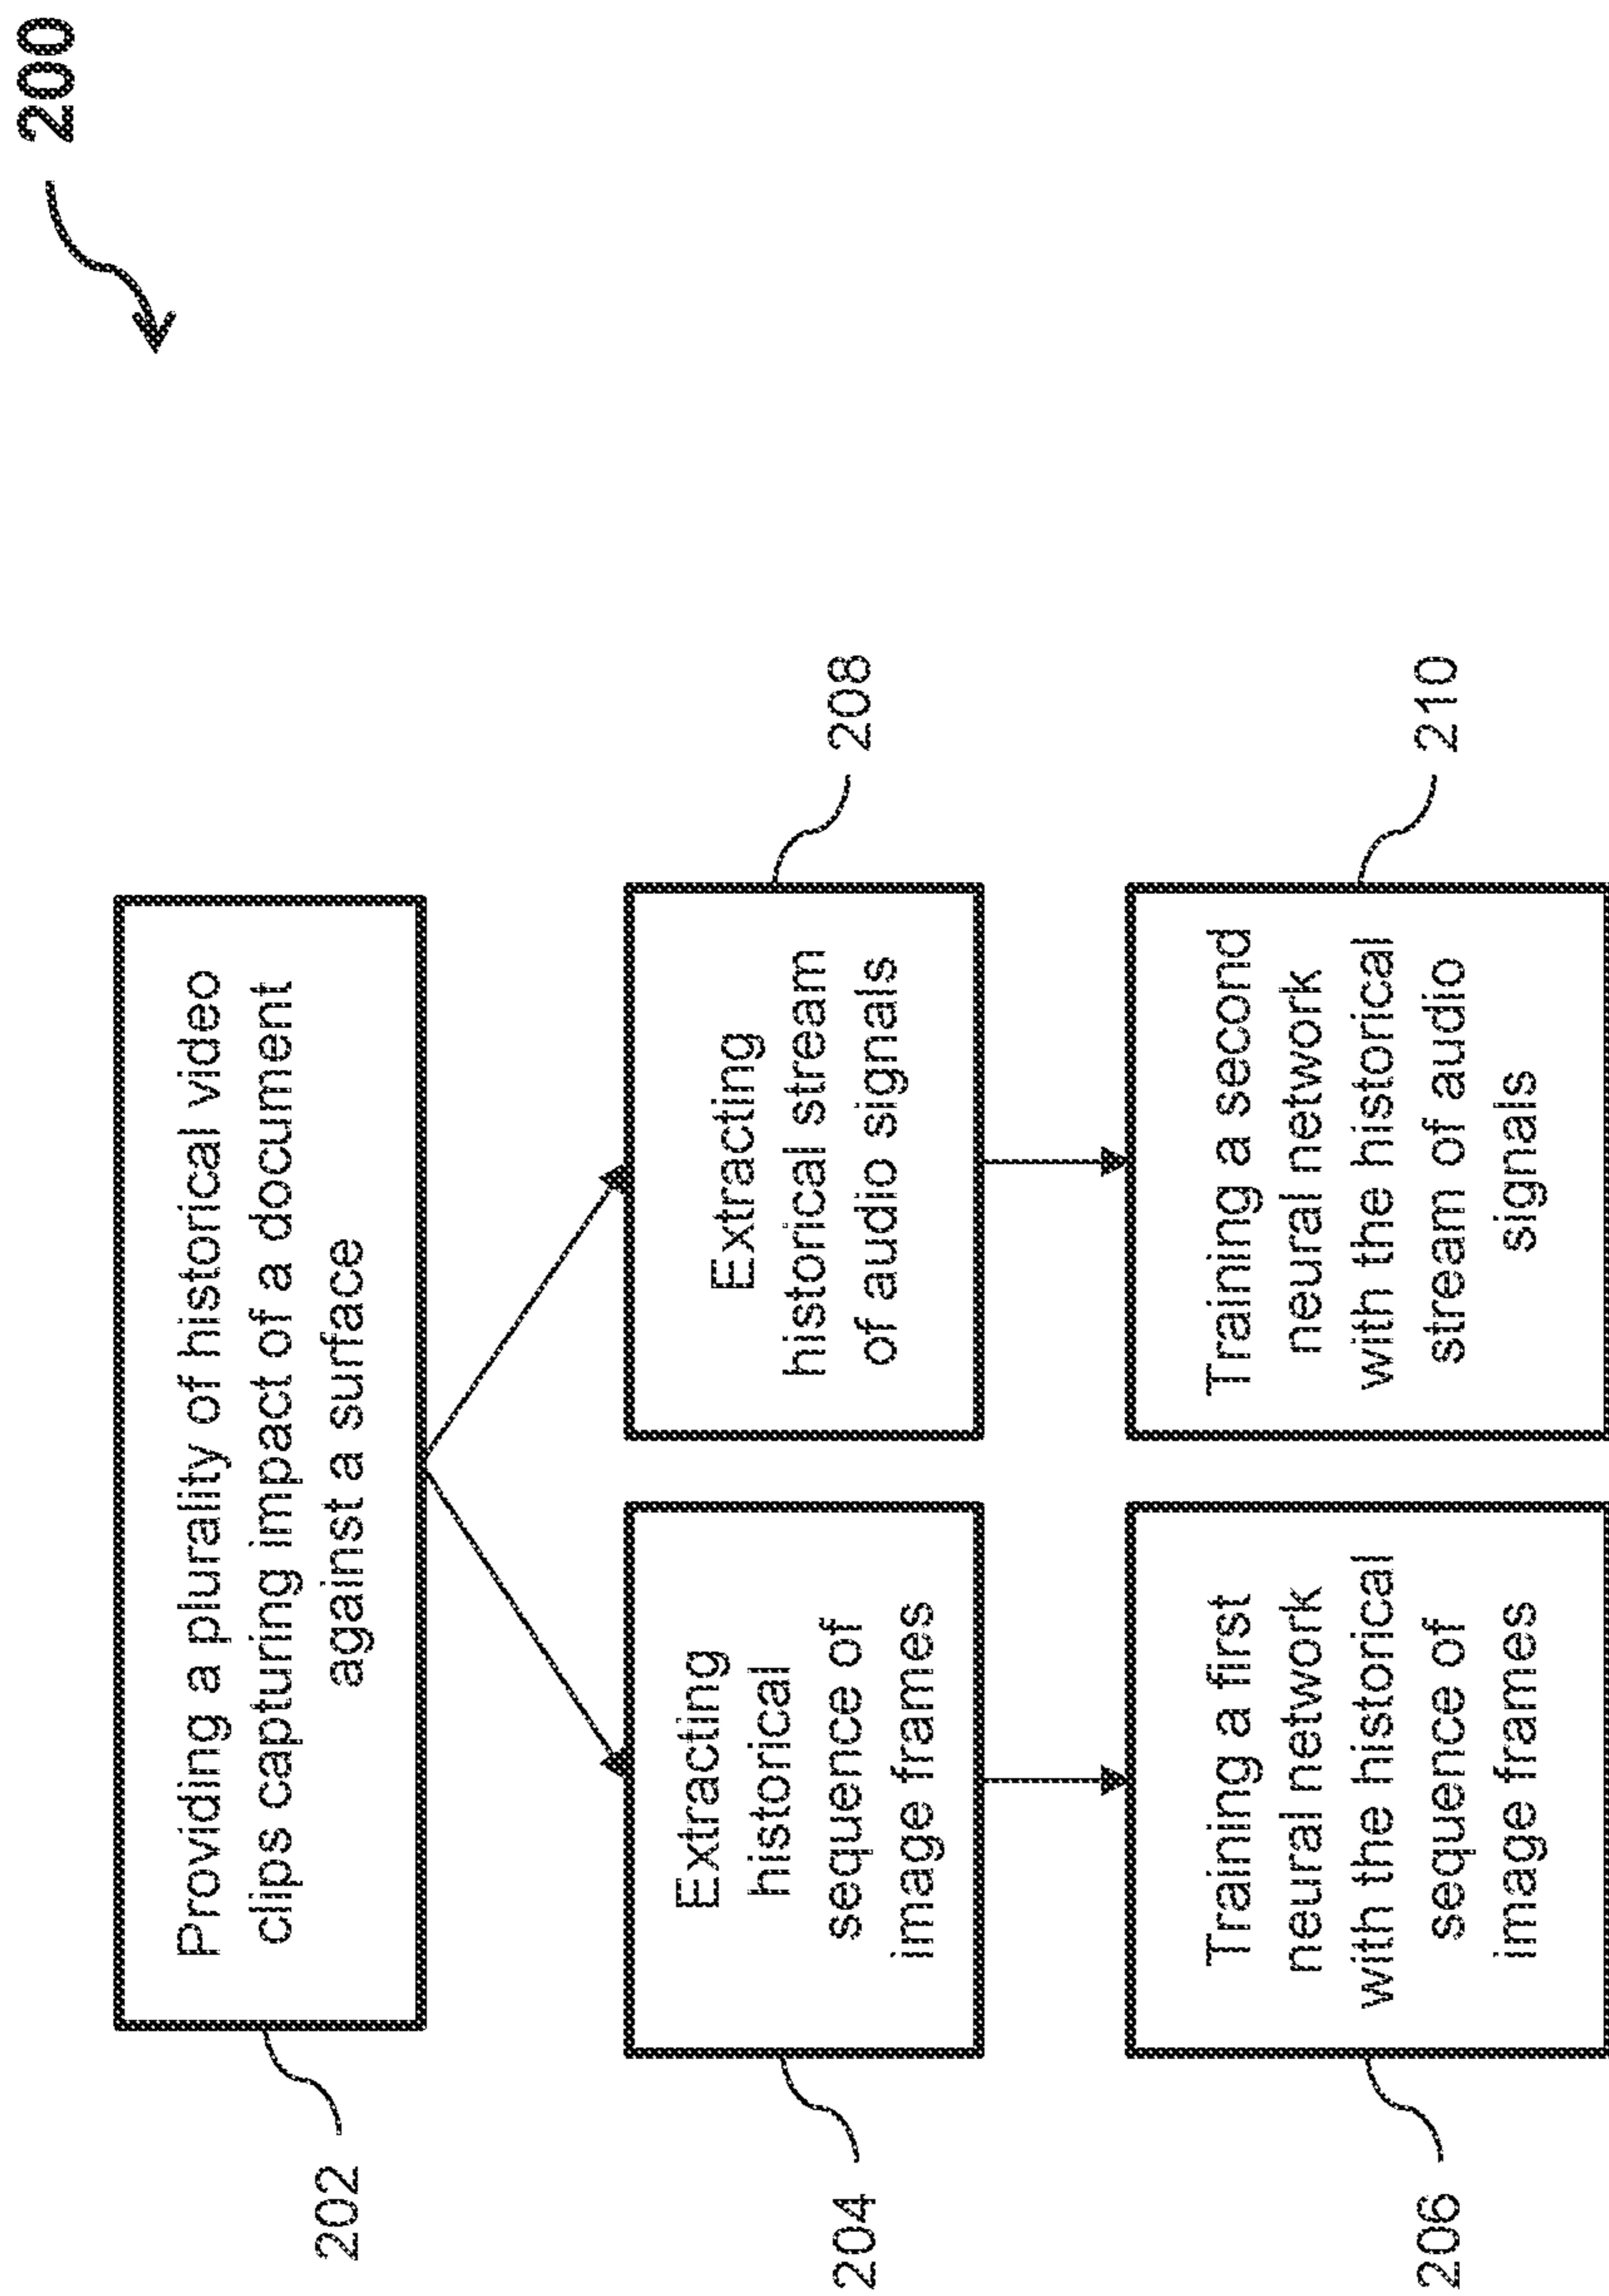 200
202
Providing a plurality of historical video
clips capturing impact of a document
against a surface
204
Extracting
historical
sequence of
image frames
Extracting
historical stream
of audio signals
208
206
Training a first
neural network
with the historical
sequence of
image frames
Training a second
neural network
with the historical
stream of audio
signals
210